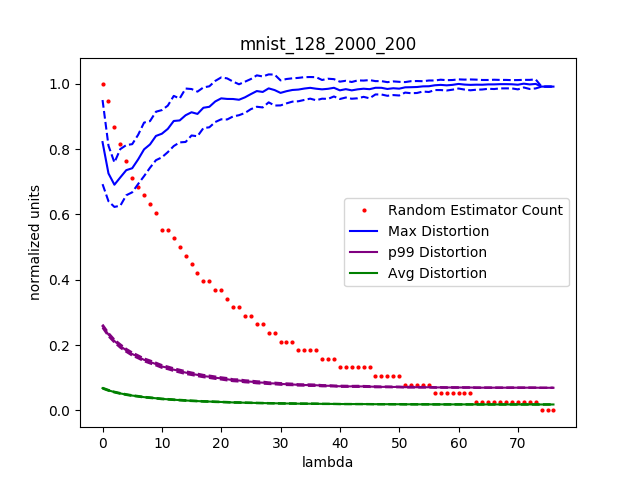 mnist_128_2000_200
normalized units
1.0
0.8
0.6
0.4
0.2
0.0
Random Estimator Count
Max Distortion
p99 Distortion
Avg Distortion
0 10 20 30 40 50 60 70
lambda